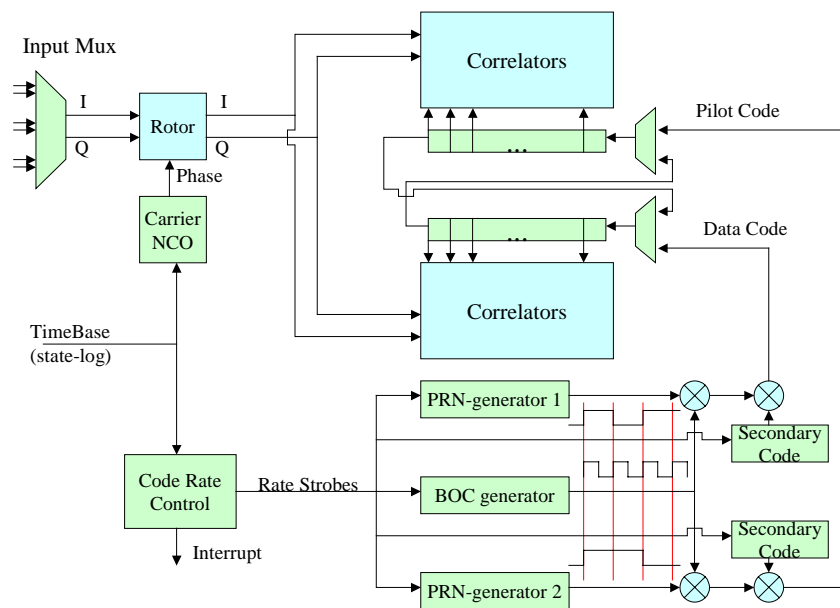 Input Mux
I
Q
Rotor
I
Q
Phase
Carrier
NCO
TimeBase
(state-log)
Code Rate
Control
Interrupt
Rate Strobes
Correlators
...
Pilot Code
...
Data Code
Correlators
PRN-generator 1
Secondary
Code
BOC generator
Secondary
Code
PRN-generator 2